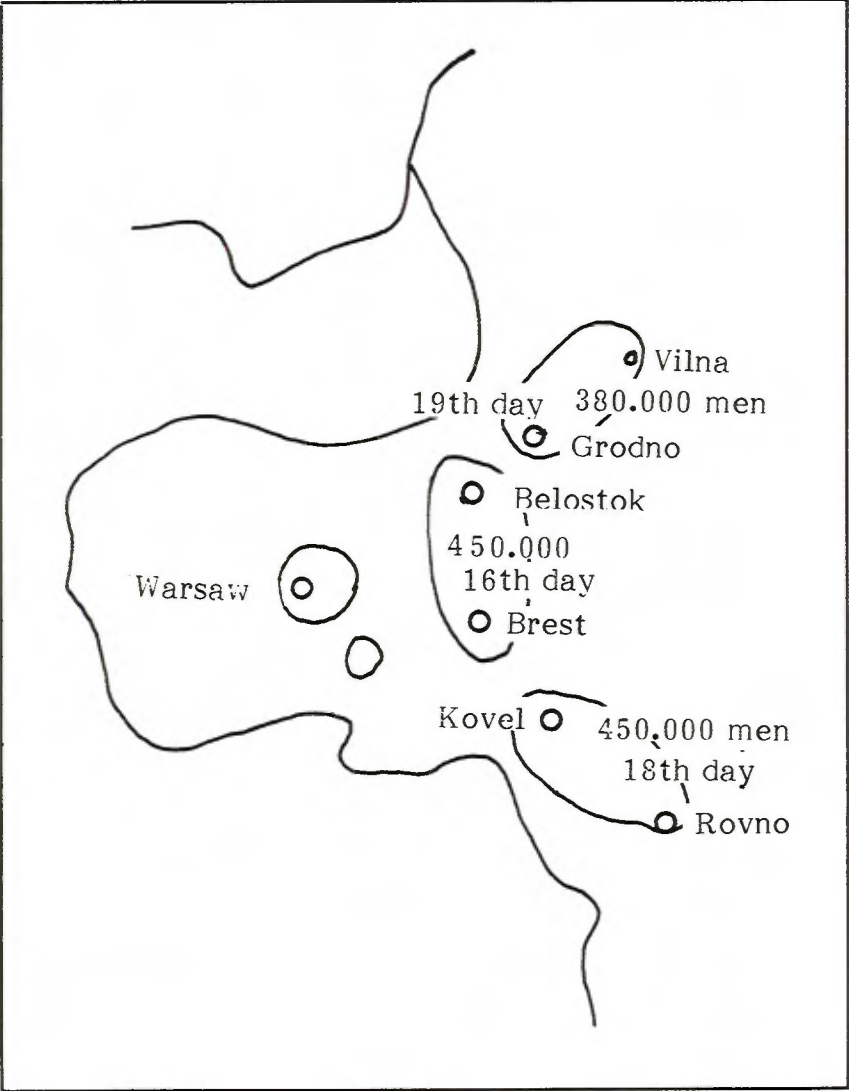 Vilna
19th day
380.000 men
Grodno
Belostok
450.000
16th day
Warsaw
Brest
Kovel
450.000 men
18th day
Rovno